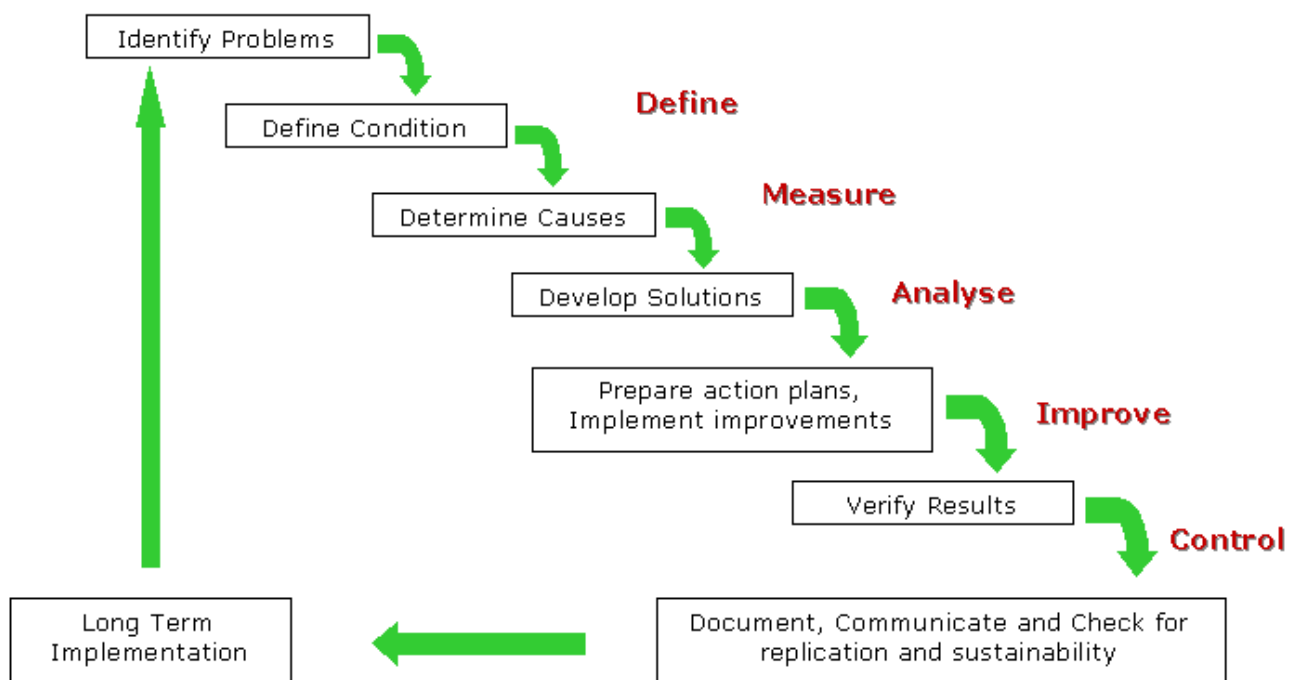 Identify Problems
Define
Define Condition
Measure
Determine Causes
Analyse
Develop Solutions
Prepare action plans,
Implement improvements
Improve
Verify Results
Control
Long Term
Implementation
Document, Communicate and Check for
replication and sustainability